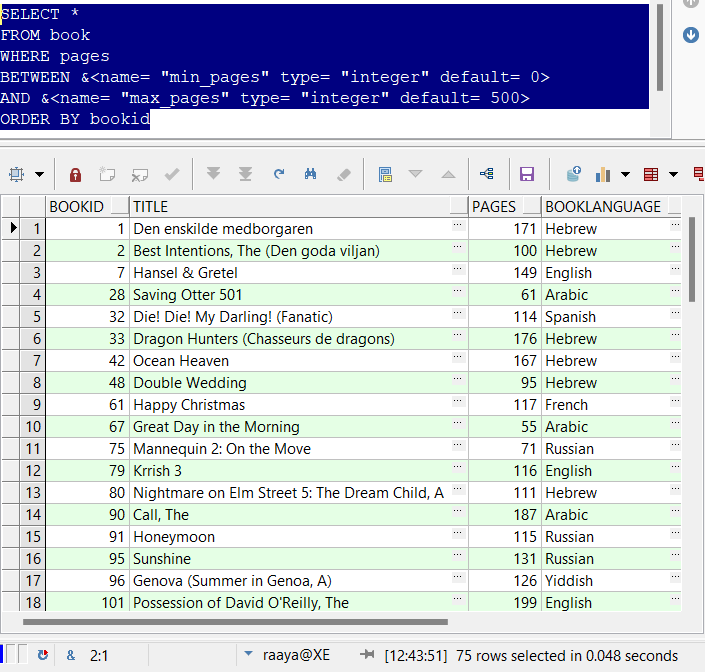 SELECT *
FROM book
WHERE pages
BETWEEN &<name= "min_pages" type= "integer" default= 0>
AND &<name= "max_pages" type= "integer" default= 500>
ORDER BY bookid
BOOKID TITLE PAGES BOOKLANGUAGE
1 1 Den enskilde medborgaren 171 Hebrew
2 2 Best Intentions, The (Den goda viljan) 100 Hebrew
3 7 Hansel & Gretel 149 English
4 28 Saving Otter 501 61 Arabic
5 32 Die! Die! My Darling! (Fanatic) 114 Spanish
6 33 Dragon Hunters (Chasseurs de dragons) 176 Hebrew
7 42 Ocean Heaven 167 Hebrew
8 48 Double Wedding 95 Hebrew
9 61 Happy Christmas 117 French
10 67 Great Day in the Morning 55 Arabic
11 75 Mannequin 2: On the Move 71 Russian
12 79 Krrish 3 116 English
13 80 Nightmare on Elm Street 5: The Dream Child, A 111 Hebrew
14 90 Call, The 187 Arabic
15 91 Honeymoon 115 Russian
16 95 Sunshine 131 Russian
17 96 Genova (Summer in Genoa, A) 126 Yiddish
18 101 Possession of David O'Reilly, The 199 English
& 2:1 raaya@XE [12:43:51] 75 rows selected in 0.048 seconds